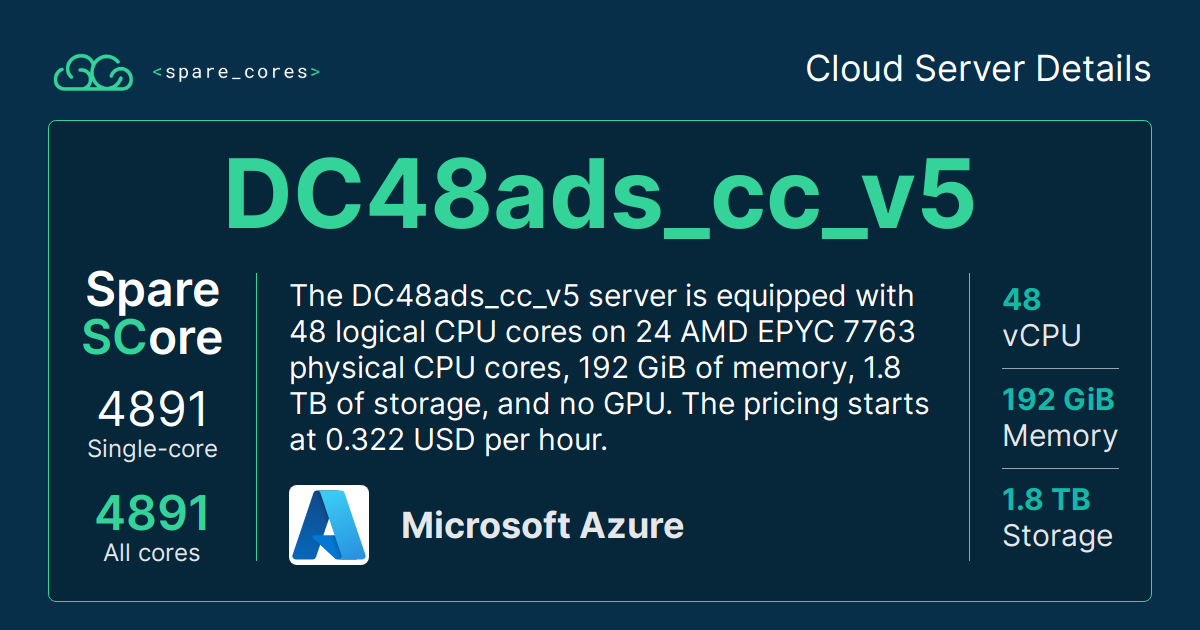 <spare_cores>
Cloud Server Details
DC48ads_cc_v5
Spare
SCore
4891
Single-core
4891
All cores
The DC48ads_cc_v5 server is equipped with
48 logical CPU cores on 24 AMD EPYC 7763
physical CPU cores, 192 GiB of memory, 1.8
TB of storage, and no GPU. The pricing starts
at 0.322 USD per hour.
Microsoft Azure
48
vCPU
192 GiB
Memory
1.8 TB
Storage